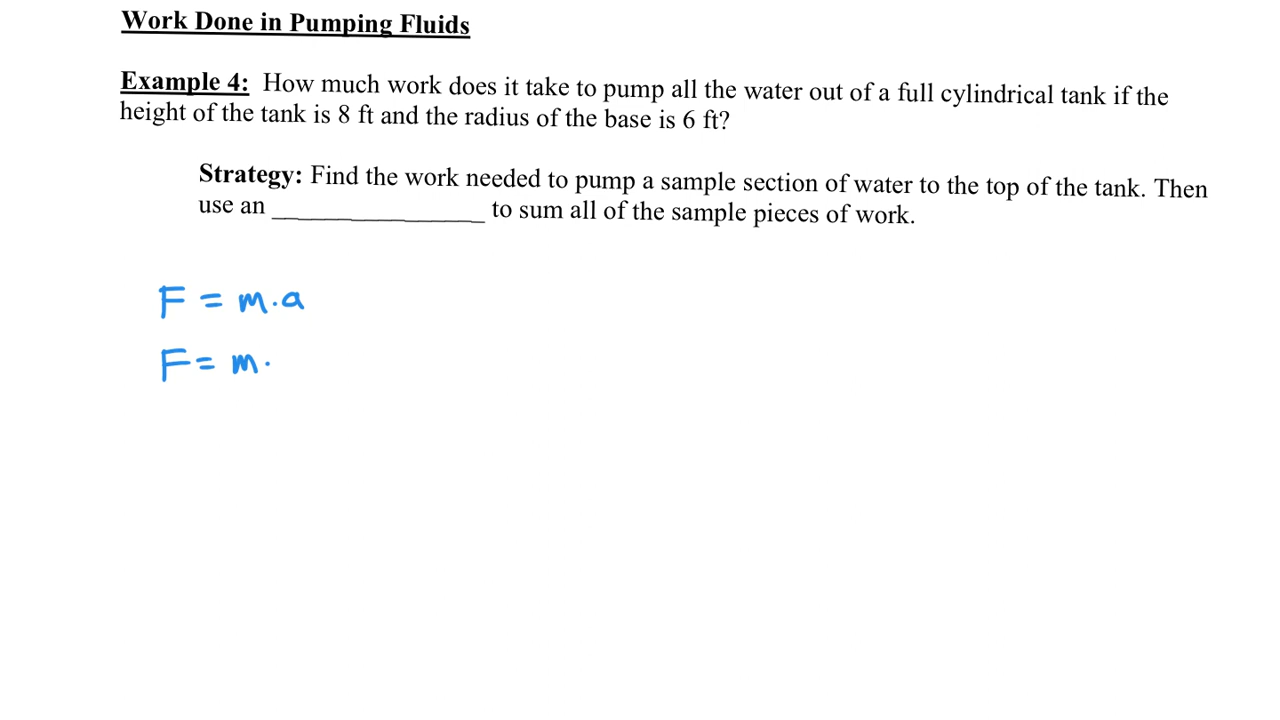 Work Done in Pumping Fluids
Example 4: How much work does it take to pump all the water out of a full cylindrical tank if the
height of the tank is 8 ft and the radius of the base is 6 ft?
Strategy: Find the work needed to pump a sample section of water to the top of the tank. Then
use an ________________ to sum all of the sample pieces of work.
F = m·a
F = m·